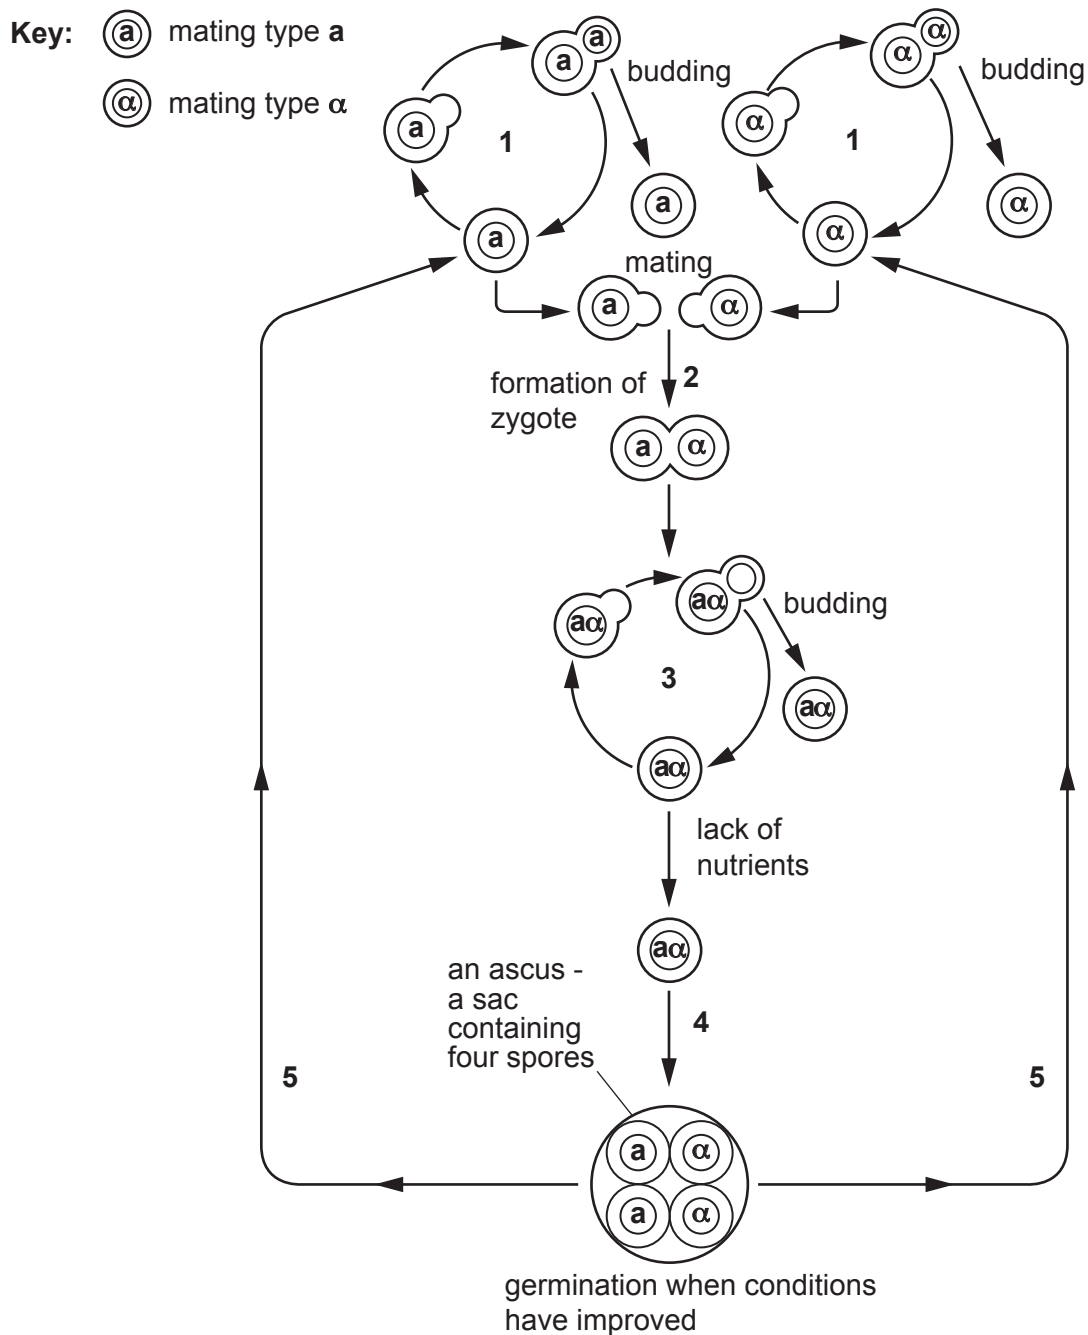 Key: a mating type a
α mating type α
a a budding
α α budding
a 1
α 1
a
α
a
α
mating
a α
formation of 2
zygote
a α
aα budding
aα
3
aα
aα
lack of
nutrients
aα
an ascus -
a sac
containing
four spores
4
5
5
a α
a α
germination when conditions
have improved